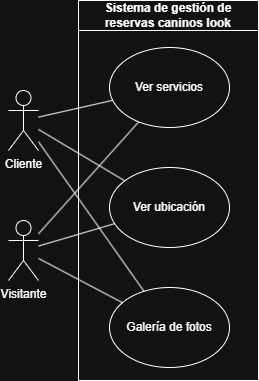 Sistema de gestión de
reservas caninos look
Ver servicios
Cliente
Ver ubicación
Visitante
Galería de fotos